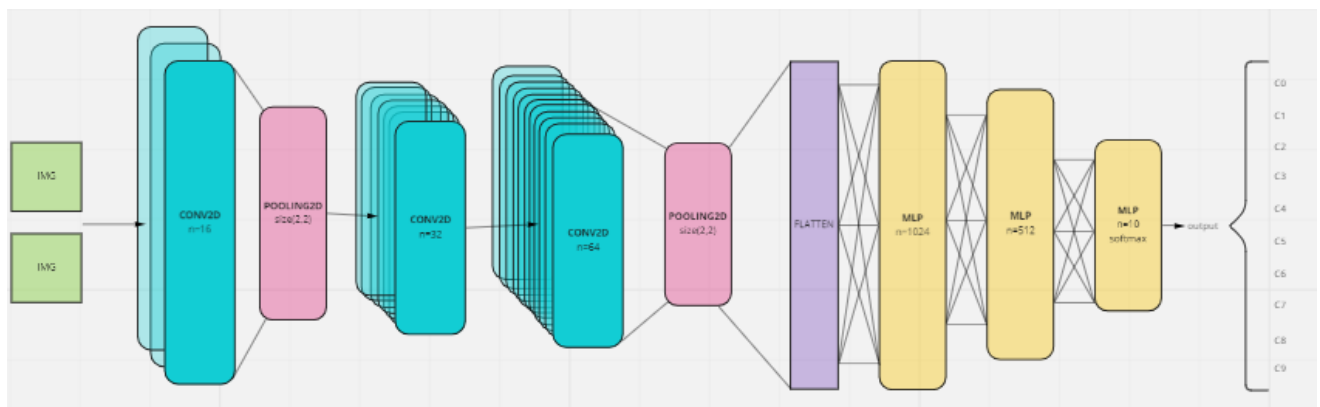 IMG
IMG
CONV2D
n=16
POOLING2D
size(2,2)
CONV2D
n=32
CONV2D
n=64
POOLING2D
size(2,2)
FLATTEN
MLP
n=1024
MLP
n=512
MLP
n=10
softmax
output
C0
C1
C2
C3
C4
C5
C6
C7
C8
C9